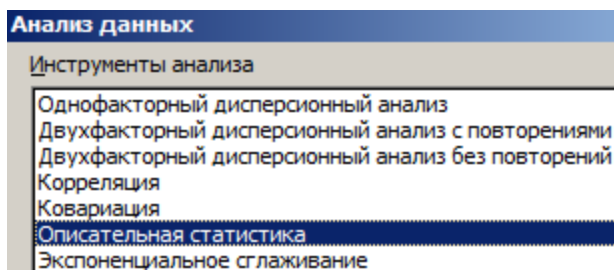 Анализ данных
Инструменты анализа
Однофакторный дисперсионный анализ
Двухфакторный дисперсионный анализ с повторениями
Двухфакторный дисперсионный анализ без повторений
Корреляция
Ковариация
Описательная статистика
Экспоненциальное сглаживание